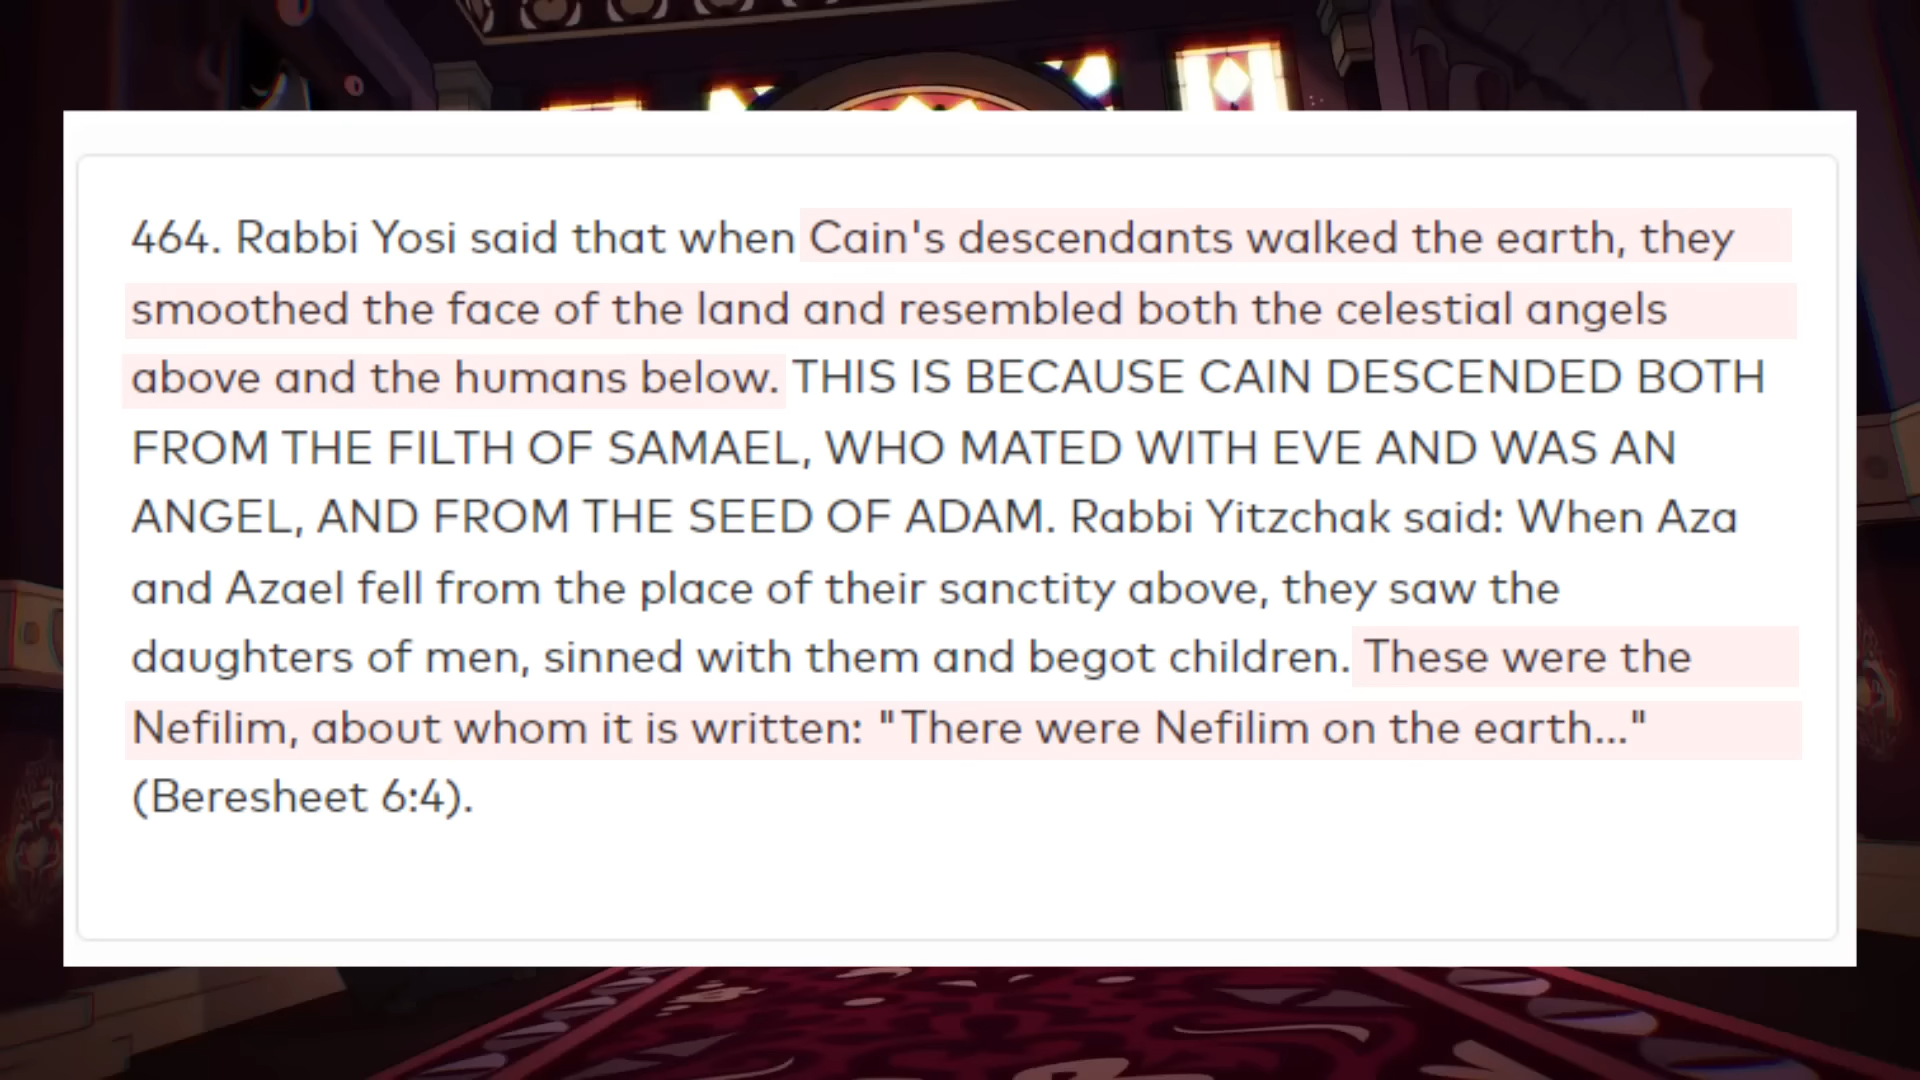 464. Rabbi Yosi said that when Cain's descendants walked the earth, they
smoothed the face of the land and resembled both the celestial angels
above and the humans below. THIS IS BECAUSE CAIN DESCENDED BOTH
FROM THE FILTH OF SAMAEL, WHO MATED WITH EVE AND WAS AN
ANGEL, AND FROM THE SEED OF ADAM. Rabbi Yitzchak said: When Aza
and Azael fell from the place of their sanctity above, they saw the
daughters of men, sinned with them and begot children. These were the
Nefilim, about whom it is written: "There were Nefilim on the earth..."
(Beresheet 6:4).